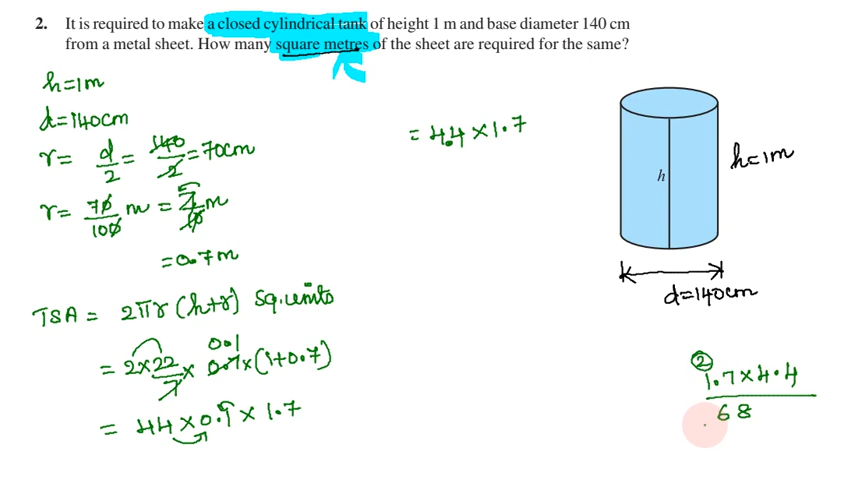 2. It is required to make a closed cylindrical tank of height 1 m and base diameter 140 cm
from a metal sheet. How many square metres of the sheet are required for the same?
h=1m
d=140cm
r= d/2 = 140/2 =70cm
r= 70/100 m = 7/10 m
=0.7m
TSA = 2πr (h+r) sq.units
= 2×22/7 × 0.7×(1+0.7)
0.1
= 44×0.1×1.7
= 4.4×1.7
h
h=1m
d=140cm
2
1.7×4.4
68